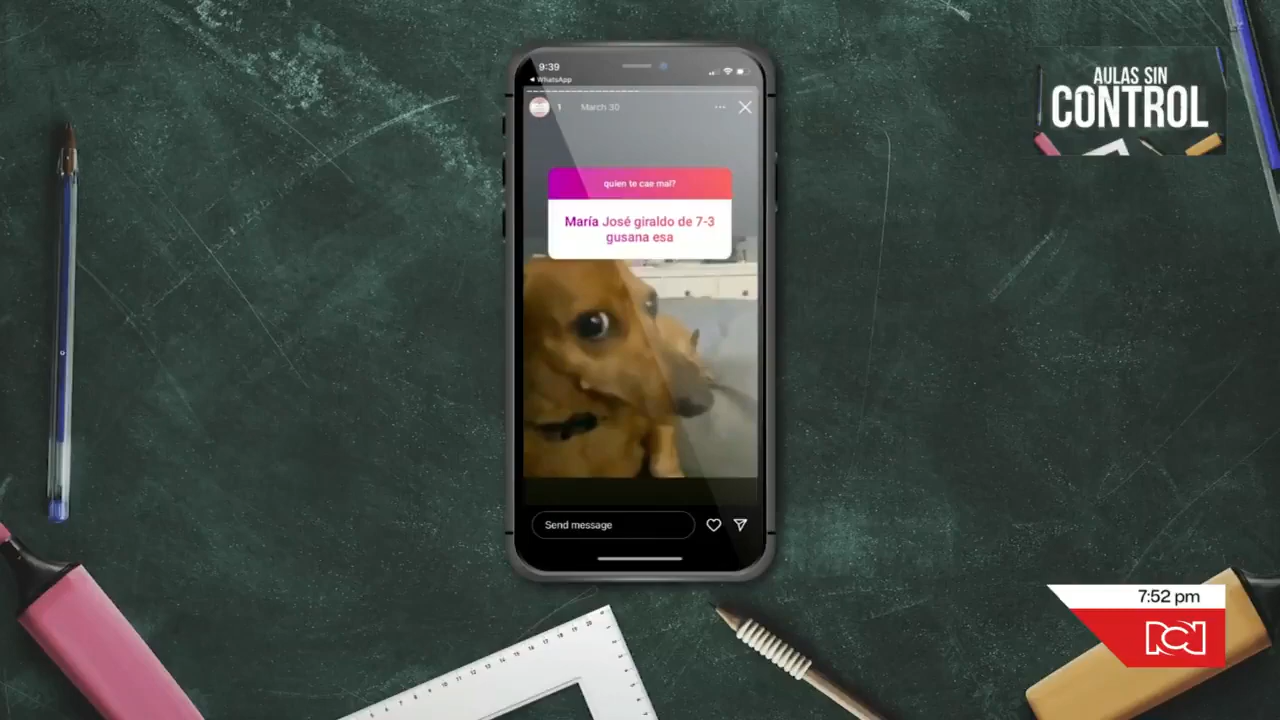 9:39
◄ WhatsApp
1 March 30
quien te cae mal?
María José giraldo de 7-3
gusana esa
Send message
AULAS SIN
CONTROL
7:52 pm
RCN